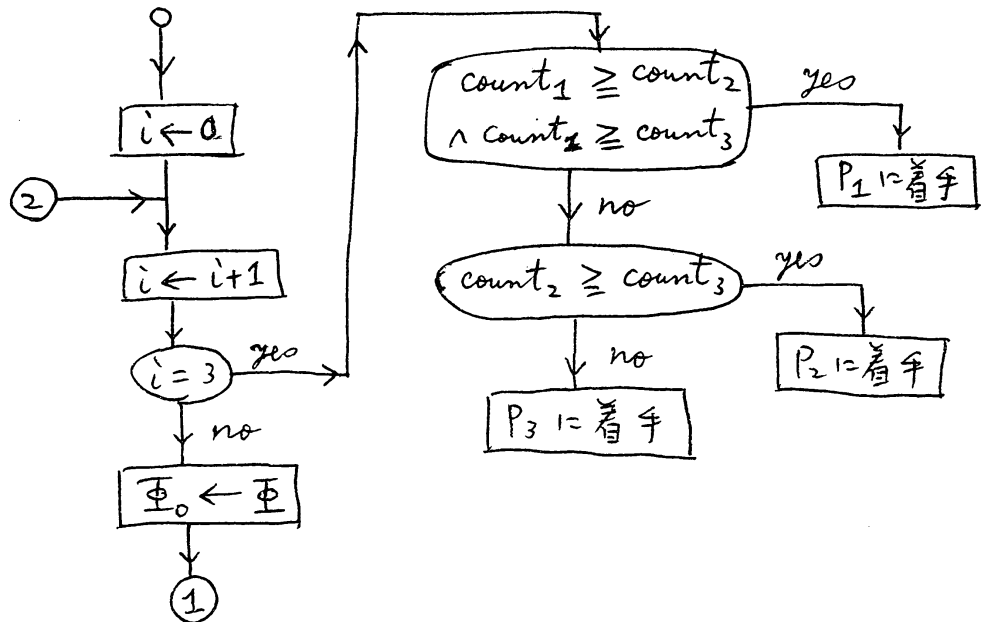 i ← 0
2
i ← i+1
i = 3
yes
no
Φ₀ ← Φ
1
count₁ ≧ count₂
∧ count₁ ≧ count₃
yes
P₁ に着手
no
count₂ ≧ count₃
yes
P₂ に着手
no
P₃ に着手